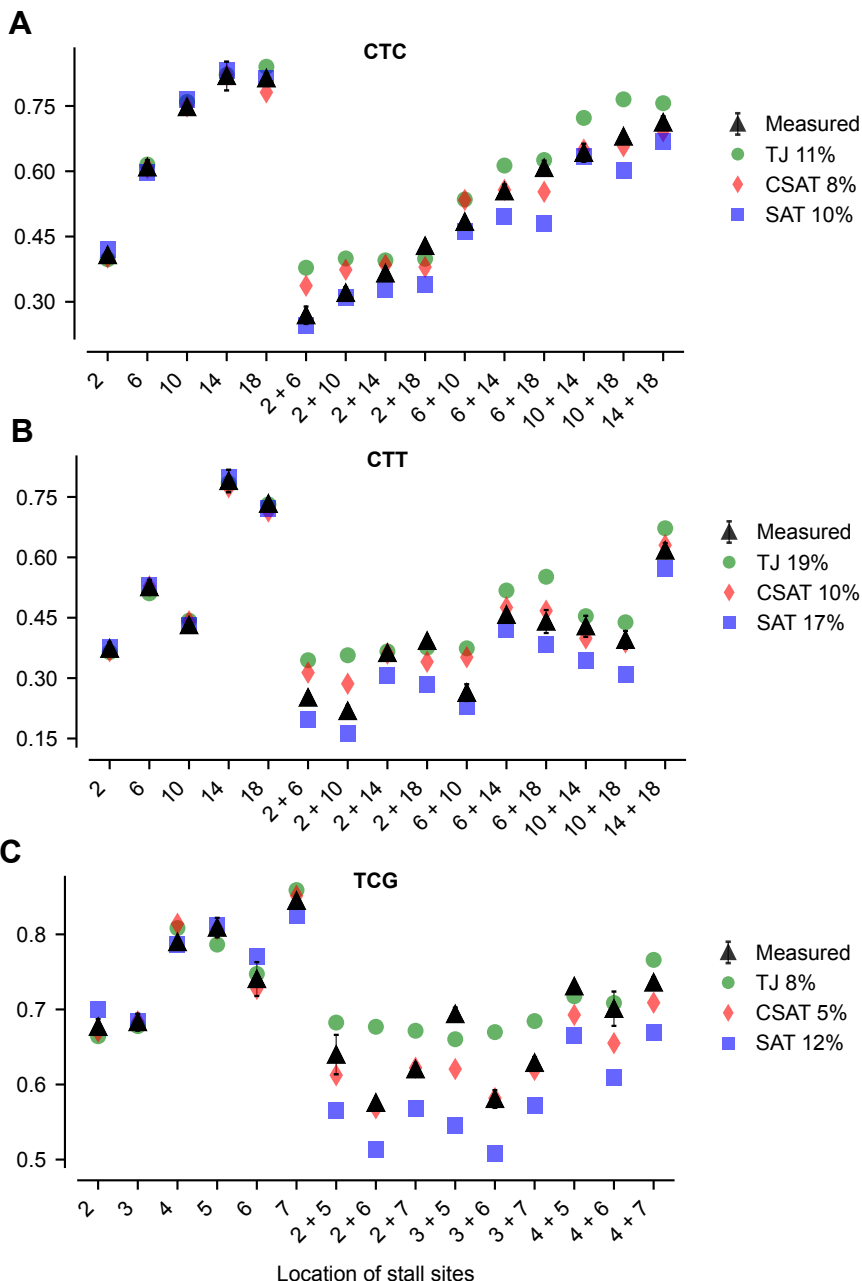 A
CTC
0.75
0.60
0.45
0.30
2 6 10 14 18 2 + 6 2 + 10 2 + 14 2 + 18 6 + 10 6 + 14 6 + 18 10 + 14 10 + 18 14 + 18
Measured
TJ 11%
CSAT 8%
SAT 10%
B
CTT
0.75
0.60
0.45
0.30
0.15
2 6 10 14 18 2 + 6 2 + 10 2 + 14 2 + 18 6 + 10 6 + 14 6 + 18 10 + 14 10 + 18 14 + 18
Measured
TJ 19%
CSAT 10%
SAT 17%
C
TCG
0.8
0.7
0.6
0.5
2 3 4 5 6 7 2 + 5 2 + 6 2 + 7 3 + 5 3 + 6 3 + 7 4 + 5 4 + 6 4 + 7
Measured
TJ 8%
CSAT 5%
SAT 12%
Location of stall sites